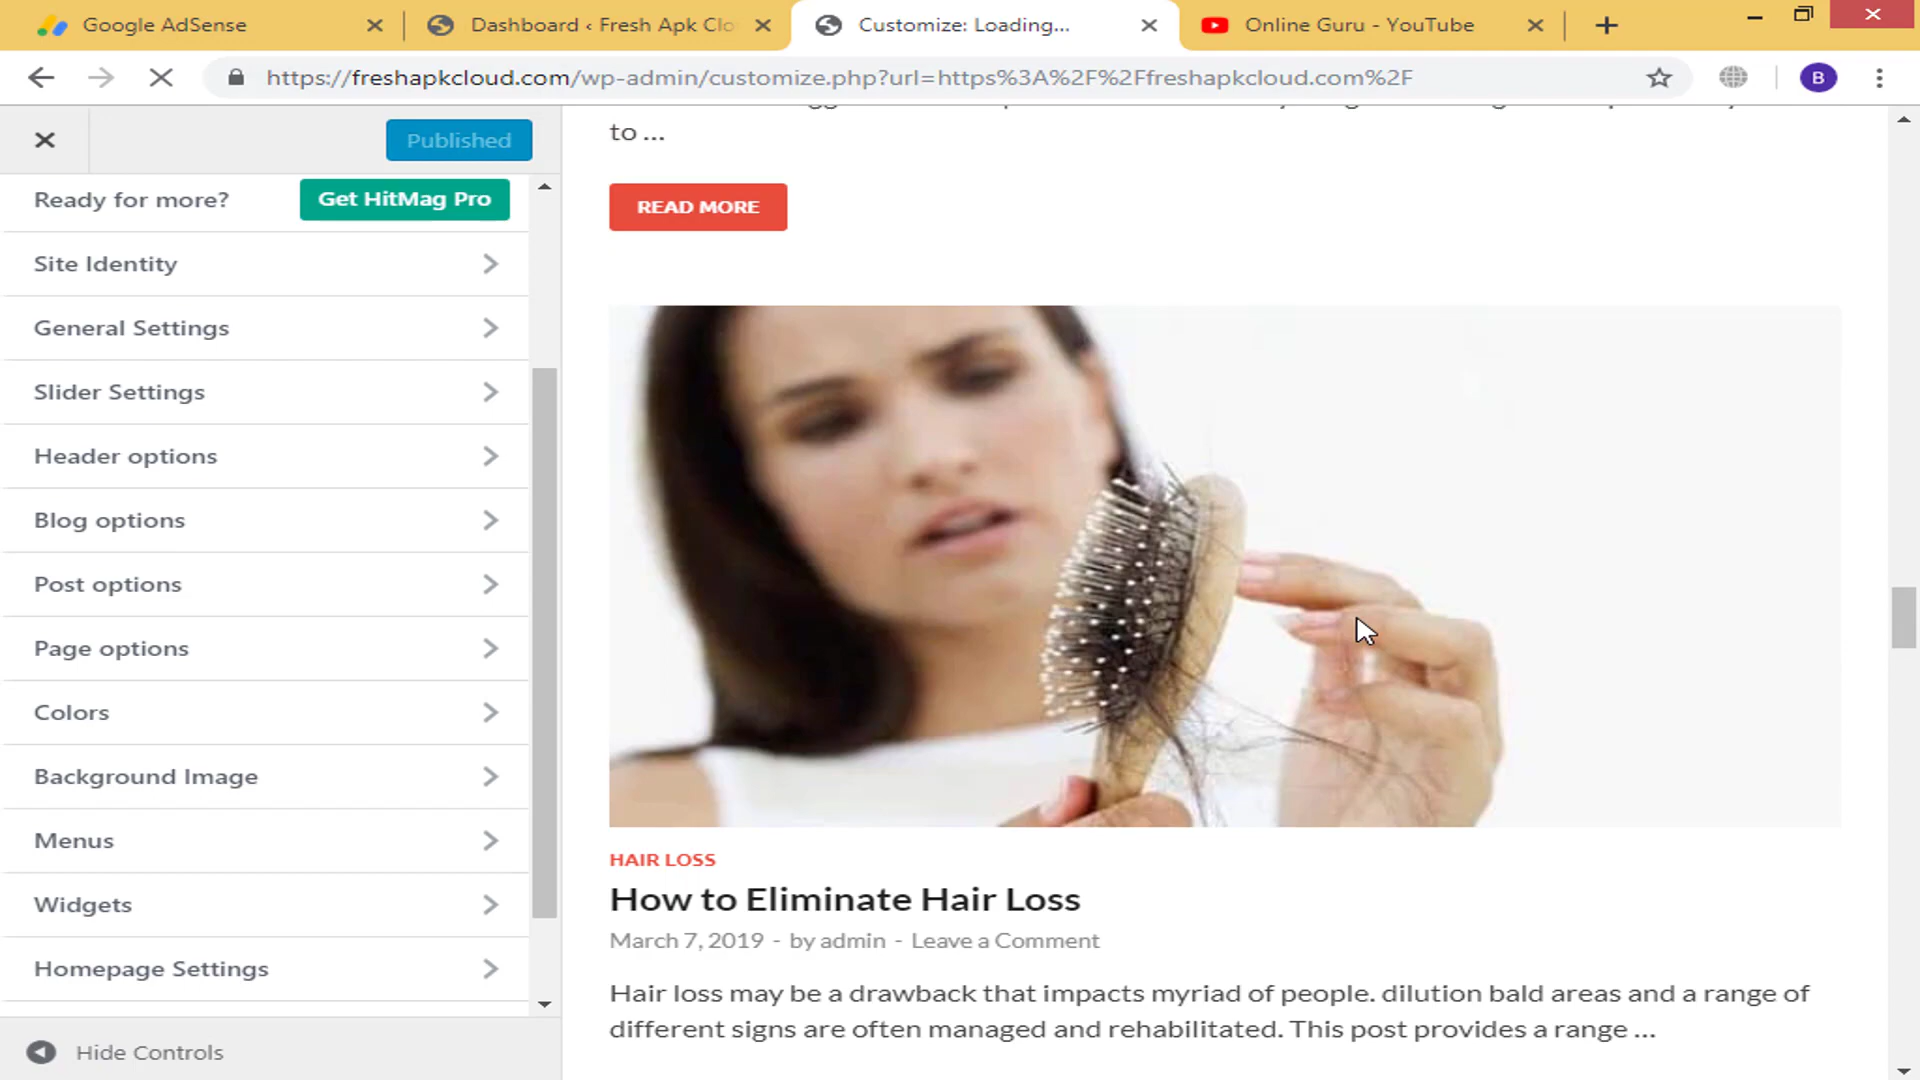 Google AdSense
Dashboard ‹ Fresh Apk Clo
Customize: Loading...
Online Guru - YouTube
https://freshapkcloud.com/wp-admin/customize.php?url=https%3A%2F%2Ffreshapkcloud.com%2F
B
Published
Ready for more?
Get HitMag Pro
Site Identity
General Settings
Slider Settings
Header options
Blog options
Post options
Page options
Colors
Background Image
Menus
Widgets
Homepage Settings
Hide Controls
to ...
READ MORE
HAIR LOSS
How to Eliminate Hair Loss
March 7, 2019 - by admin - Leave a Comment
Hair loss may be a drawback that impacts myriad of people. dilution bald areas and a range of
different signs are often managed and rehabilitated. This post provides a range ...